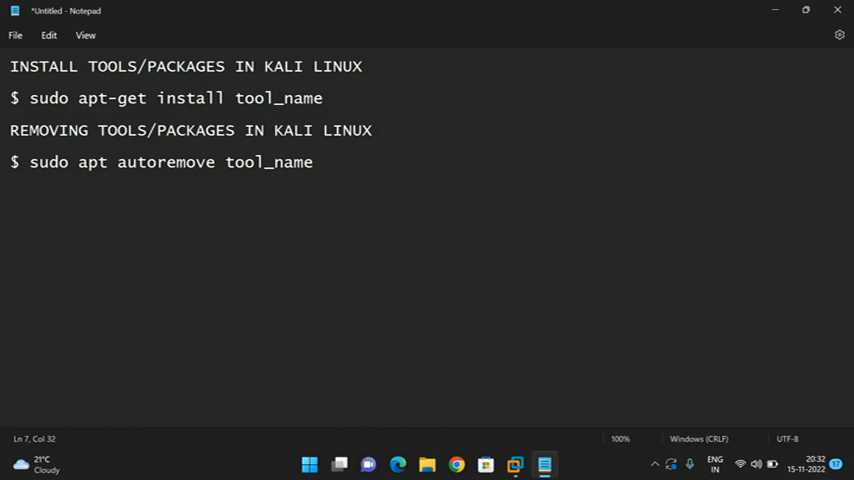 *Untitled - Notepad
File Edit View
INSTALL TOOLS/PACKAGES IN KALI LINUX
$ sudo apt-get install tool_name
REMOVING TOOLS/PACKAGES IN KALI LINUX
$ sudo apt autoremove tool_name
Ln 7, Col 32 100% Windows (CRLF) UTF-8
21°C
Cloudy
ENG
IN
20:32
15-11-2022
17